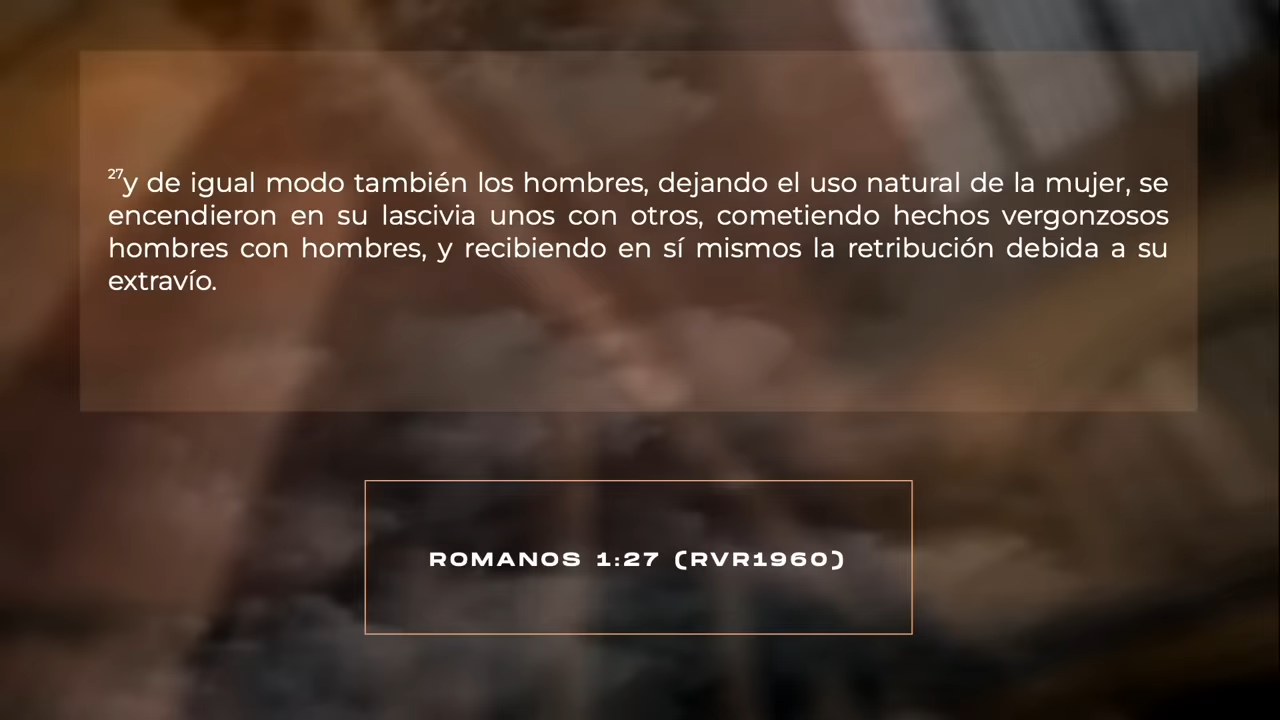 27y de igual modo también los hombres, dejando el uso natural de la mujer, se
encendieron en su lascivia unos con otros, cometiendo hechos vergonzosos
hombres con hombres, y recibiendo en sí mismos la retribución debida a su
extravío.
ROMANOS 1:27 (RVR1960)